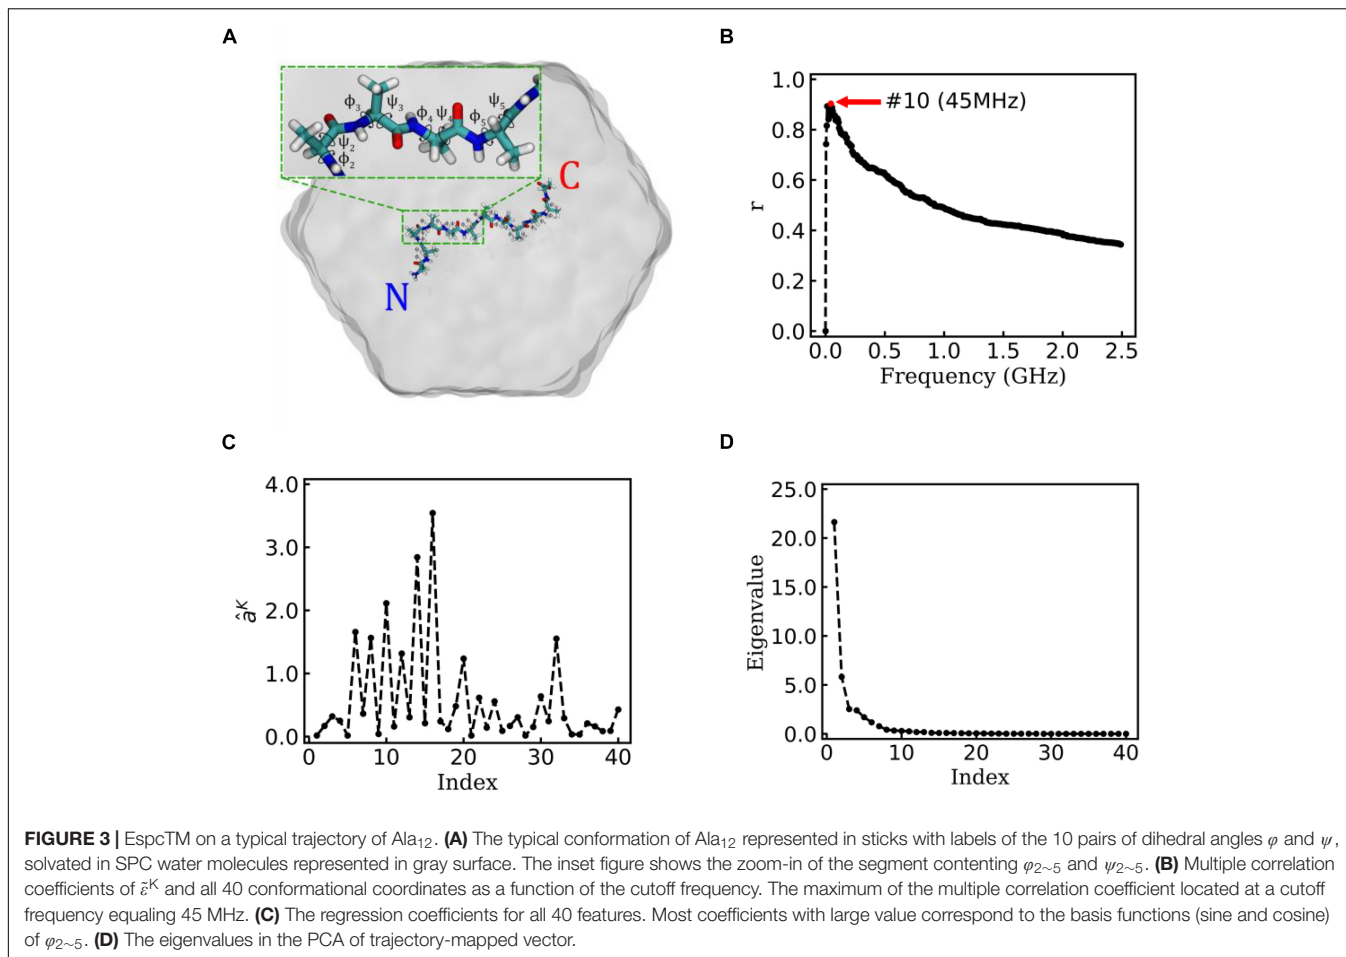 A
B
ϕ₃
ψ₃
ϕ₄
ψ₄
ϕ₅
ψ₅
ψ₂
ϕ₂
C
N
1.0
0.8
0.6
0.4
0.2
0.0
r
#10 (45MHz)
0.0 0.5 1.0 1.5 2.0 2.5
Frequency (GHz)
C
D
4.0
3.0
2.0
1.0
0.0
âᴷ
0 10 20 30 40
Index
25.0
20.0
15.0
10.0
5.0
0.0
Eigenvalue
0 10 20 30 40
Index
FIGURE 3 | EspcTM on a typical trajectory of Ala₁₂. (A) The typical conformation of Ala₁₂ represented in sticks with labels of the 10 pairs of dihedral angles φ and ψ,
solvated in SPC water molecules represented in gray surface. The inset figure shows the zoom-in of the segment contenting φ₂~₅ and ψ₂~₅. (B) Multiple correlation
coefficients of ε̃ᴷ and all 40 conformational coordinates as a function of the cutoff frequency. The maximum of the multiple correlation coefficient located at a cutoff
frequency equaling 45 MHz. (C) The regression coefficients for all 40 features. Most coefficients with large value correspond to the basis functions (sine and cosine)
of φ₂~₅. (D) The eigenvalues in the PCA of trajectory-mapped vector.